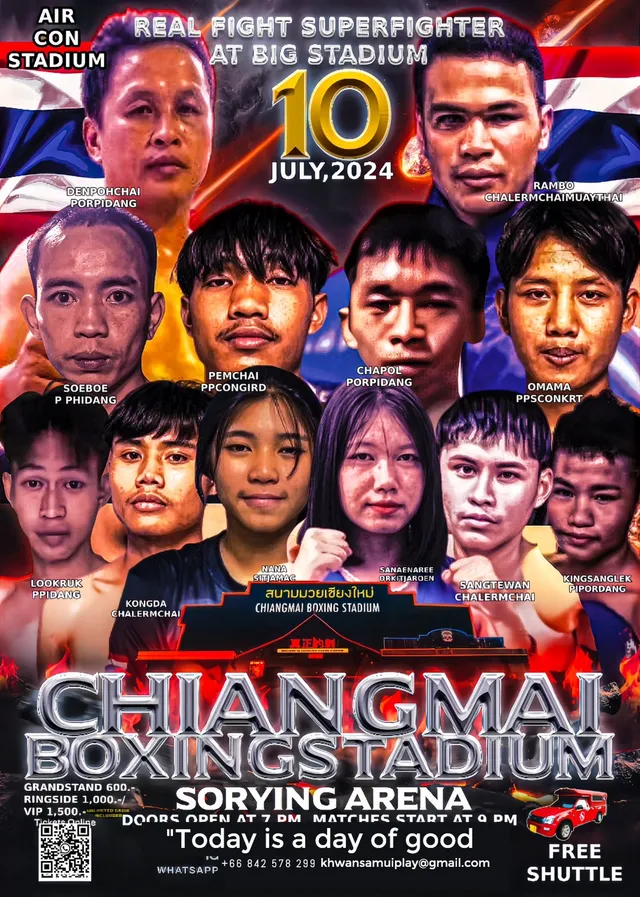 AIR
CON
STADIUM
REAL FIGHT SUPERFIGHTER
AT BIG STADIUM
10
JULY,2024
DENPOHCHAI
PORPIDANG
RAMBO
CHALERMCHAIMUAYTHAI
SOEBOE
P PHIDANG
PEMCHAI
PPCONGIRD
CHAPOL
PORPIDANG
OMAMA
PPSCONKRT
LOOKRUK
PPIDANG
KONGDA
CHALERMCHAI
NANA
SITJAMAC
SANAENAREE
SANGTEWAN
CHALERMCHAI
KINGSANGLEK
PIPORDANG
สนามมวยเชียงใหม่
CHIANGMAI BOXING STADIUM
CHIANGMAI
BOXINGSTADIUM
GRANDSTAND 600.-
RINGSIDE 1,000.-/
VIP 1,500.-
Tickets Online
SORYING ARENA
DOORS OPEN AT 7 PM, MATCHES START AT 9 PM
"Today is a day of good
WHATSAPP
+66 842 578 299 khwansamuiplay@gmail.com
FREE
SHUTTLE